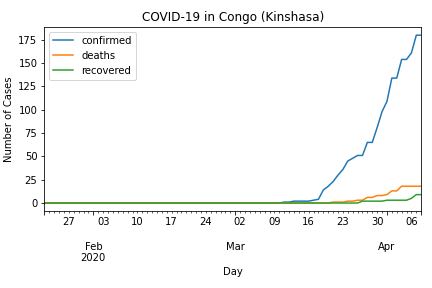 COVID-19 in Congo (Kinshasa)
confirmed
deaths
recovered
Number of Cases
175
150
125
100
75
50
25
0
27 03 10 17 24 02 09 16 23 30 06
Feb Mar Apr
2020
Day